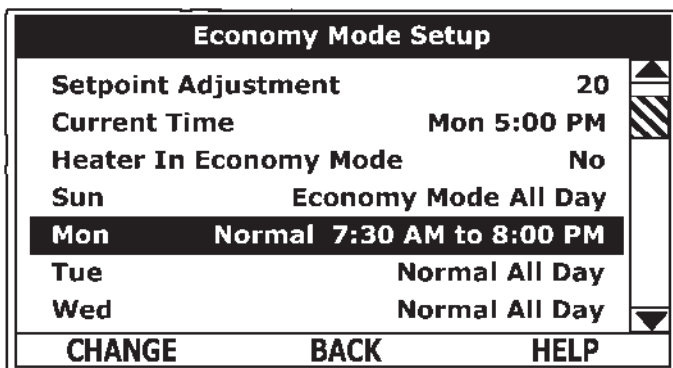 Economy Mode Setup
Setpoint Adjustment 20
Current Time Mon 5:00 PM
Heater In Economy Mode No
Sun Economy Mode All Day
Mon Normal 7:30 AM to 8:00 PM
Tue Normal All Day
Wed Normal All Day
CHANGE BACK HELP